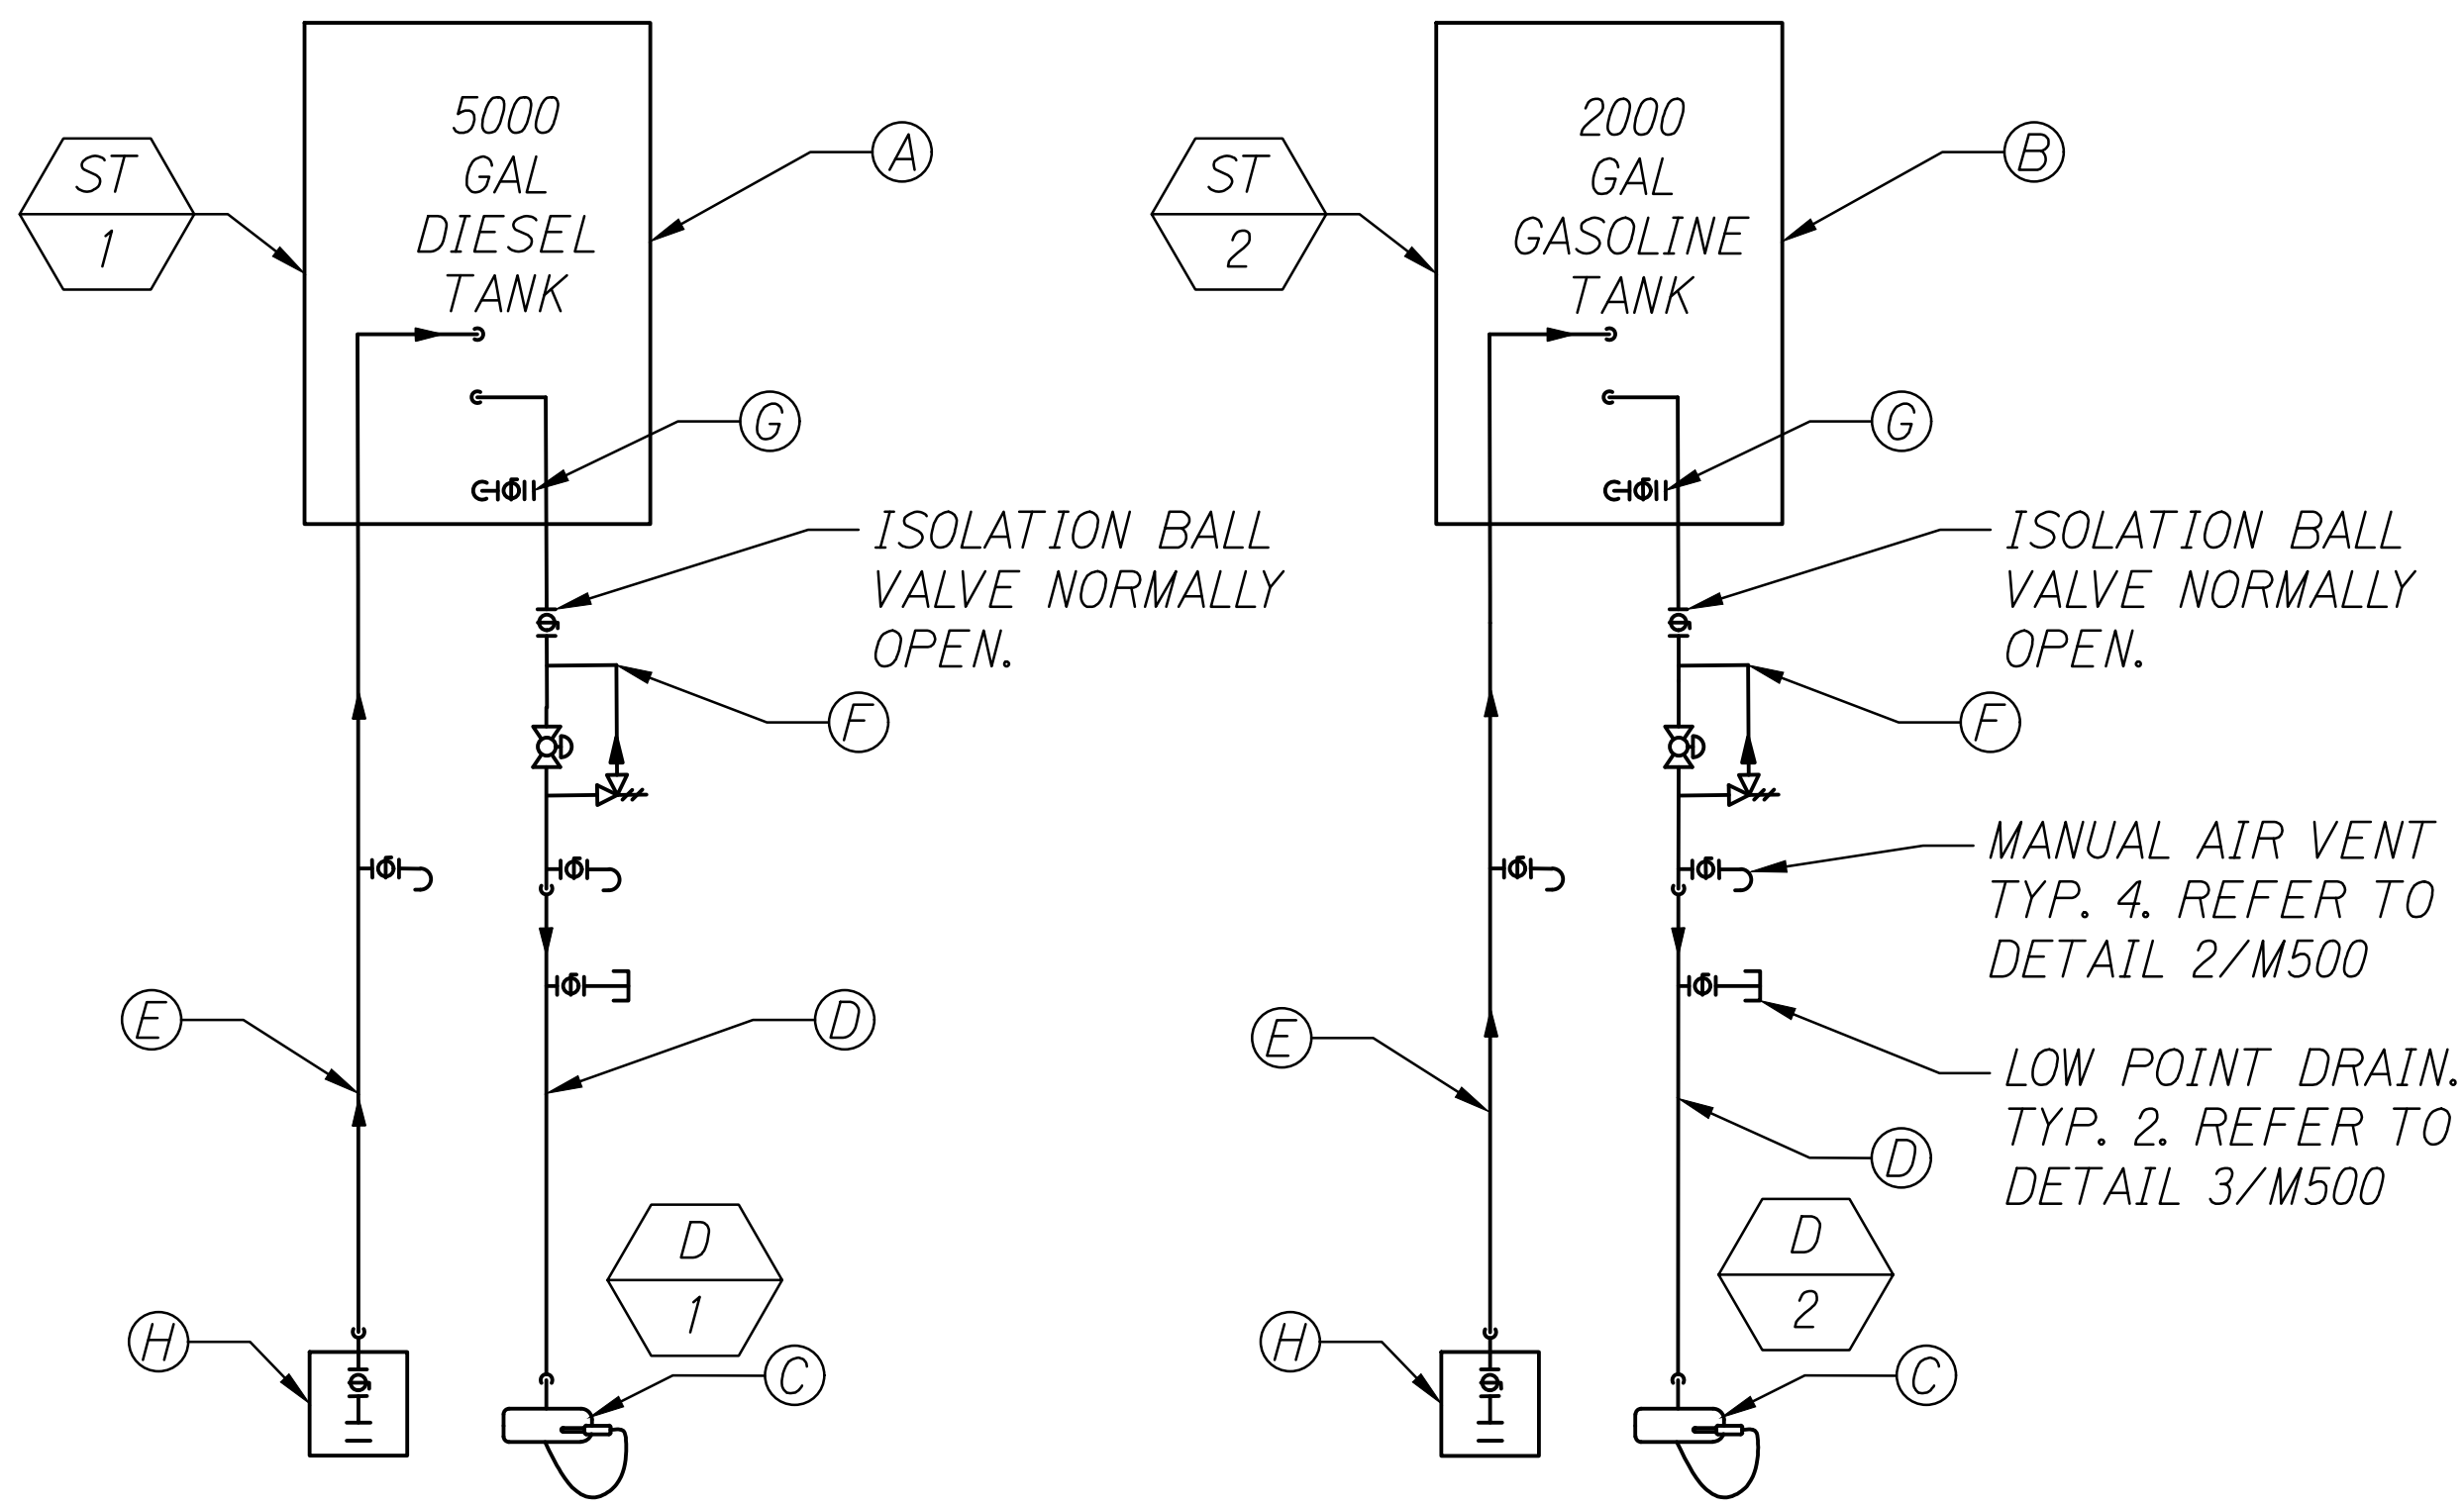 5000
GAL
DIESEL
TANK
ST
1
A
G
ISOLATION BALL
VALVE NORMALLY
OPEN.
F
E
D
D
1
H
C
2000
GAL
GASOLINE
TANK
ST
2
B
G
ISOLATION BALL
VALVE NORMALLY
OPEN.
F
MANUAL AIR VENT
TYP. 4. REFER TO
DETAIL 2/M500
E
LOW POINT DRAIN.
TYP. 2. REFER TO
DETAIL 3/M500
D
D
2
H
C